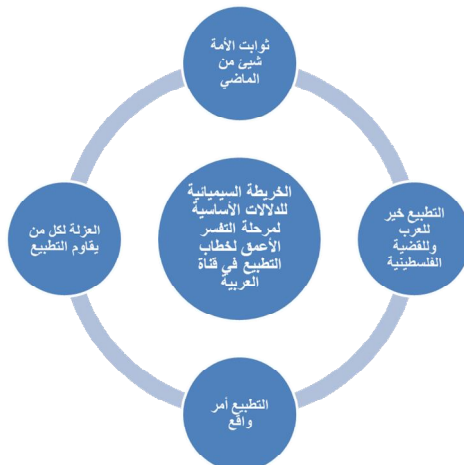 ثوابت الأمة
شيئ من
الماضي
الخريطة السيميائية
للدلالات الأساسية
لمرحلة التفسر
الأعمق لخطاب
التطبيع في قناة
العربية
التطبيع خير
للعرب
وللقضية
الفلسطينية
العزلة لكل من
يقاوم التطبيع
التطبيع أمر
واقع